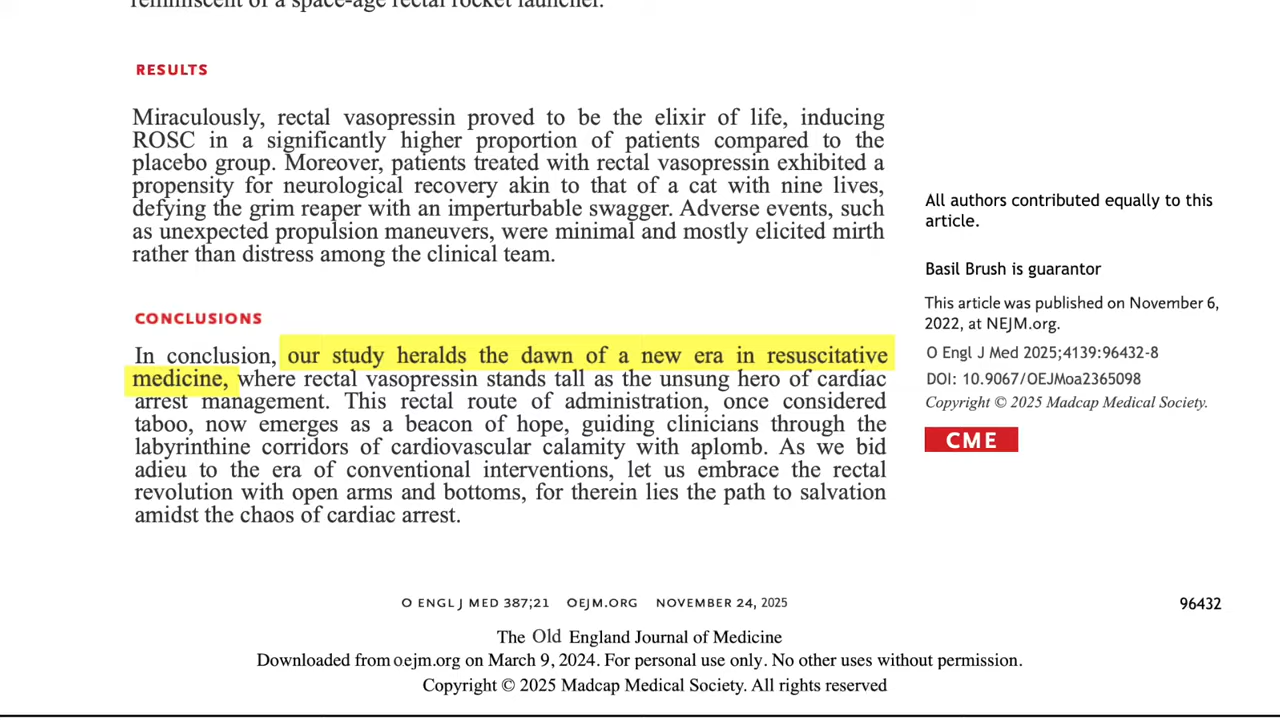 reminiscent of a space-age rectal rocket launcher.
RESULTS
Miraculously, rectal vasopressin proved to be the elixir of life, inducing
ROSC in a significantly higher proportion of patients compared to the
placebo group. Moreover, patients treated with rectal vasopressin exhibited a
propensity for neurological recovery akin to that of a cat with nine lives,
defying the grim reaper with an imperturbable swagger. Adverse events, such
as unexpected propulsion maneuvers, were minimal and mostly elicited mirth
rather than distress among the clinical team.
CONCLUSIONS
In conclusion, our study heralds the dawn of a new era in resuscitative
medicine, where rectal vasopressin stands tall as the unsung hero of cardiac
arrest management. This rectal route of administration, once considered
taboo, now emerges as a beacon of hope, guiding clinicians through the
labyrinthine corridors of cardiovascular calamity with aplomb. As we bid
adieu to the era of conventional interventions, let us embrace the rectal
revolution with open arms and bottoms, for therein lies the path to salvation
amidst the chaos of cardiac arrest.
All authors contributed equally to this
article.
Basil Brush is guarantor
This article was published on November 6,
2022, at NEJM.org.
O Engl J Med 2025;4139:96432-8
DOI: 10.9067/OEJMoa2365098
Copyright © 2025 Madcap Medical Society.
CME
O ENGL J MED 387;21 OEJM.ORG NOVEMBER 24, 2025
96432
The Old England Journal of Medicine
Downloaded from oejm.org on March 9, 2024. For personal use only. No other uses without permission.
Copyright © 2025 Madcap Medical Society. All rights reserved